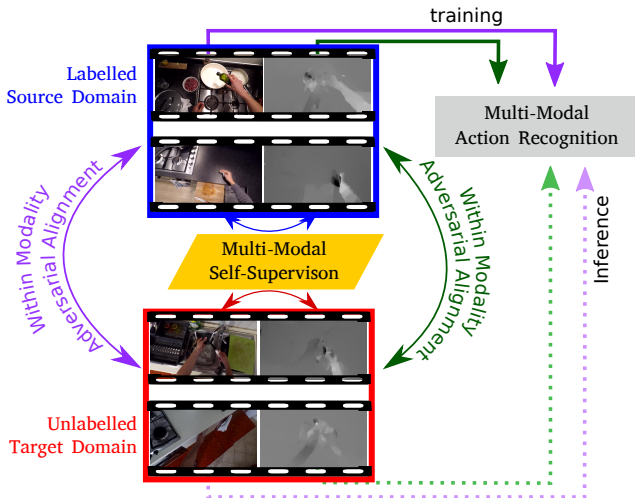 training
Labelled
Source Domain
Multi-Modal
Action Recognition
Within Modality
Adversarial Alignment
Within Modality
Adversarial Alignment
Multi-Modal
Self-Supervison
Inference
Unlabelled
Target Domain